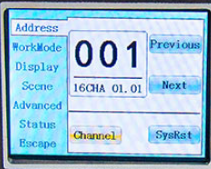 Address
WorkMode
Display
Scene
Advanced
Status
Escape
001
16CHA 01.01
Previous
Next
Channel
SysRst